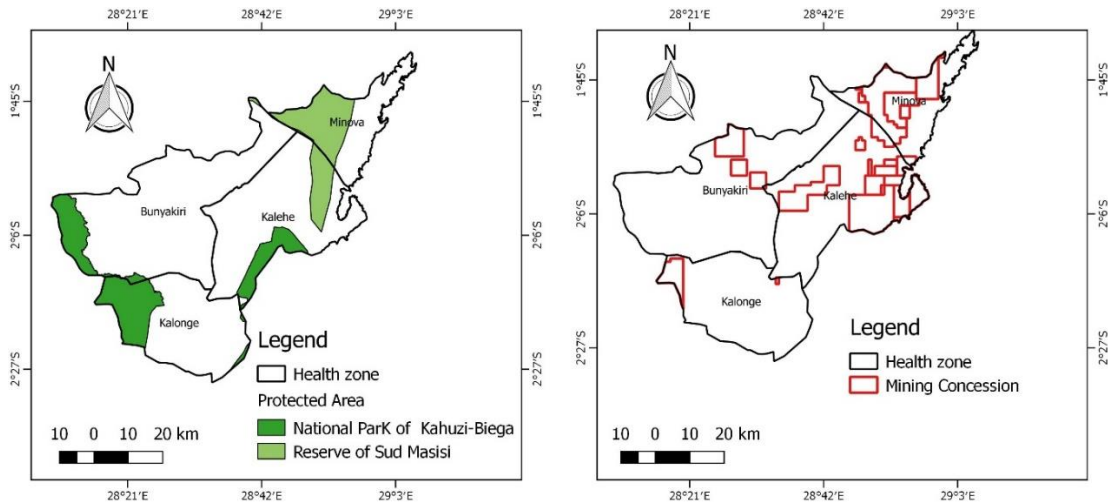 28°21'E 28°42'E 29°3'E
N
1°45'S
1°45'S
Minova
Bunyakiri
Kalehe
2°6'S
2°6'S
Kalonge
Legend
Health zone
2°27'S
2°27'S
Protected Area
National ParK of Kahuzi-Biega
Reserve of Sud Masisi
10 0 10 20 km
28°21'E 28°42'E 29°3'E
28°21'E 28°42'E 29°3'E
N
1°45'S
1°45'S
Minova
Bunyakiri
Kalehe
2°6'S
2°6'S
Kalonge
Legend
Health zone
2°27'S
2°27'S
Mining Concession
10 0 10 20 km
28°21'E 28°42'E 29°3'E